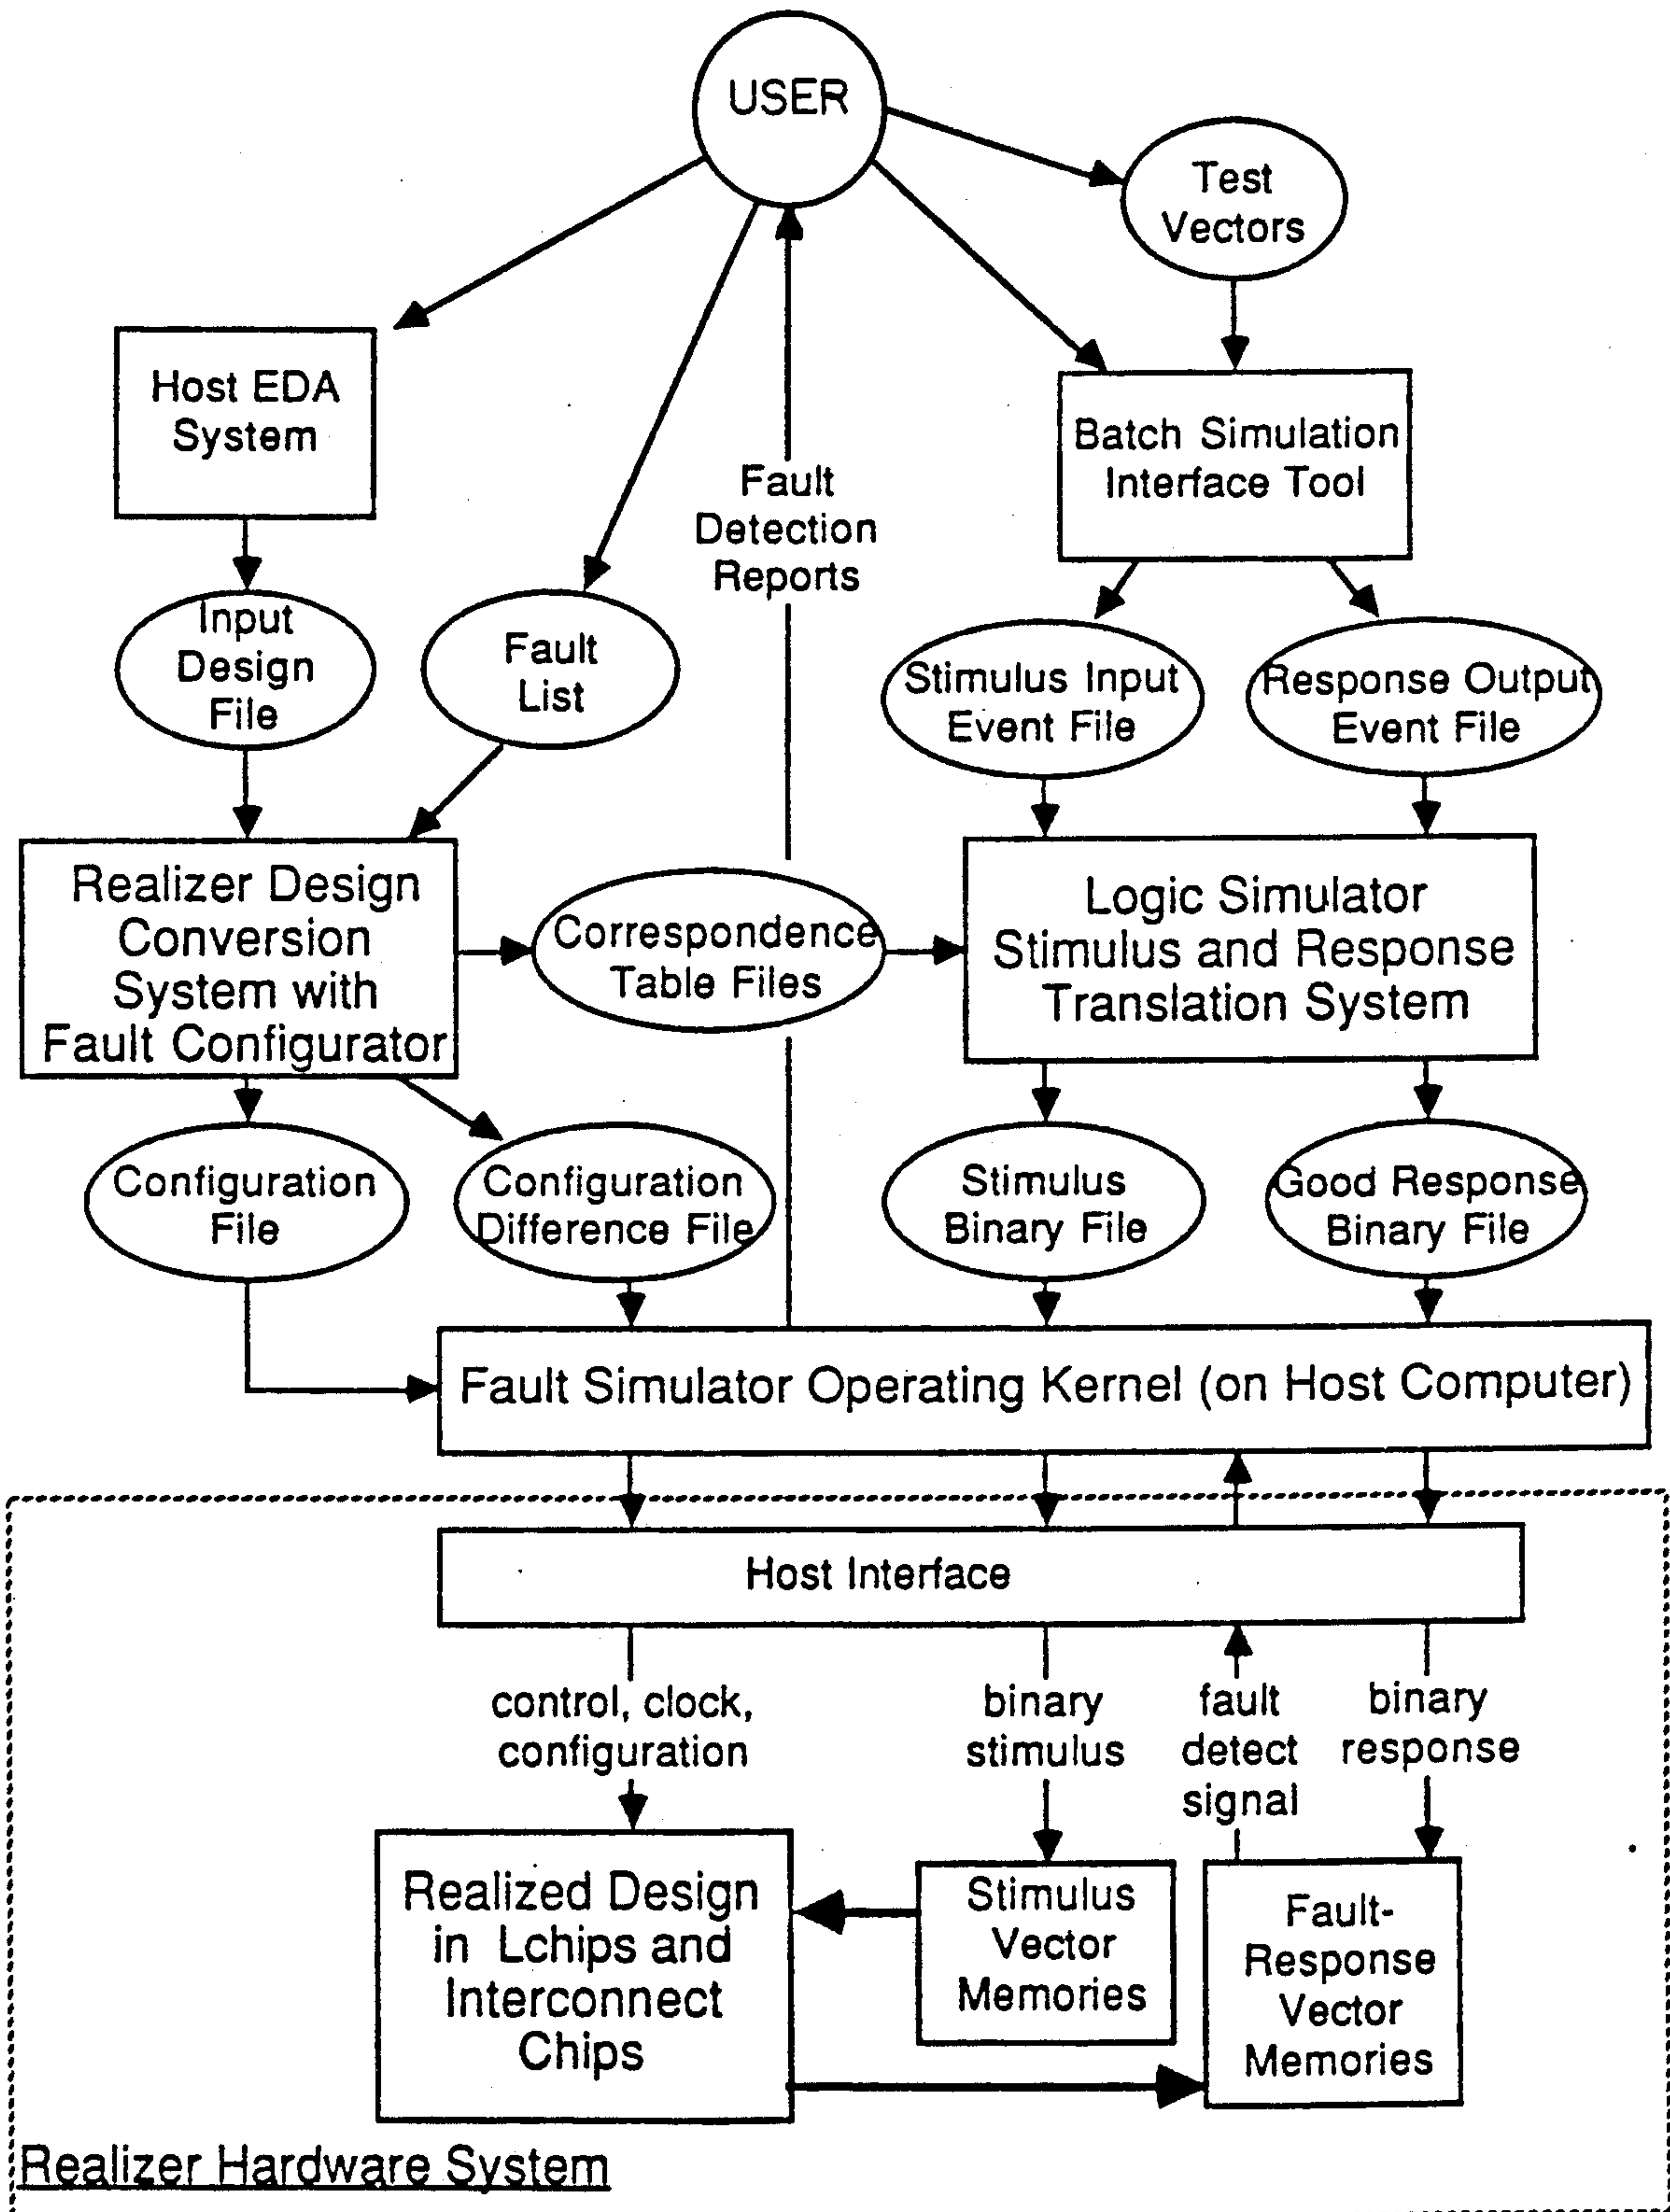 USER
Test
Vectors
Host EDA
System
Batch Simulation
Interface Tool
Fault
Detection
Reports
Input
Design
File
Fault
List
Stimulus Input
Event File
Response Output
Event File
Realizer Design
Conversion
System with
Fault Configurator
Correspondence
Table Files
Logic Simulator
Stimulus and Response
Translation System
Configuration
File
Configuration
Difference File
Stimulus
Binary File
Good Response
Binary File
Fault Simulator Operating Kernel (on Host Computer)
Host Interface
control, clock,
configuration
binary
stimulus
fault
detect
signal
binary
response
Realized Design
in Lchips and
Interconnect
Chips
Stimulus
Vector
Memories
Fault-
Response
Vector
Memories
Realizer Hardware System